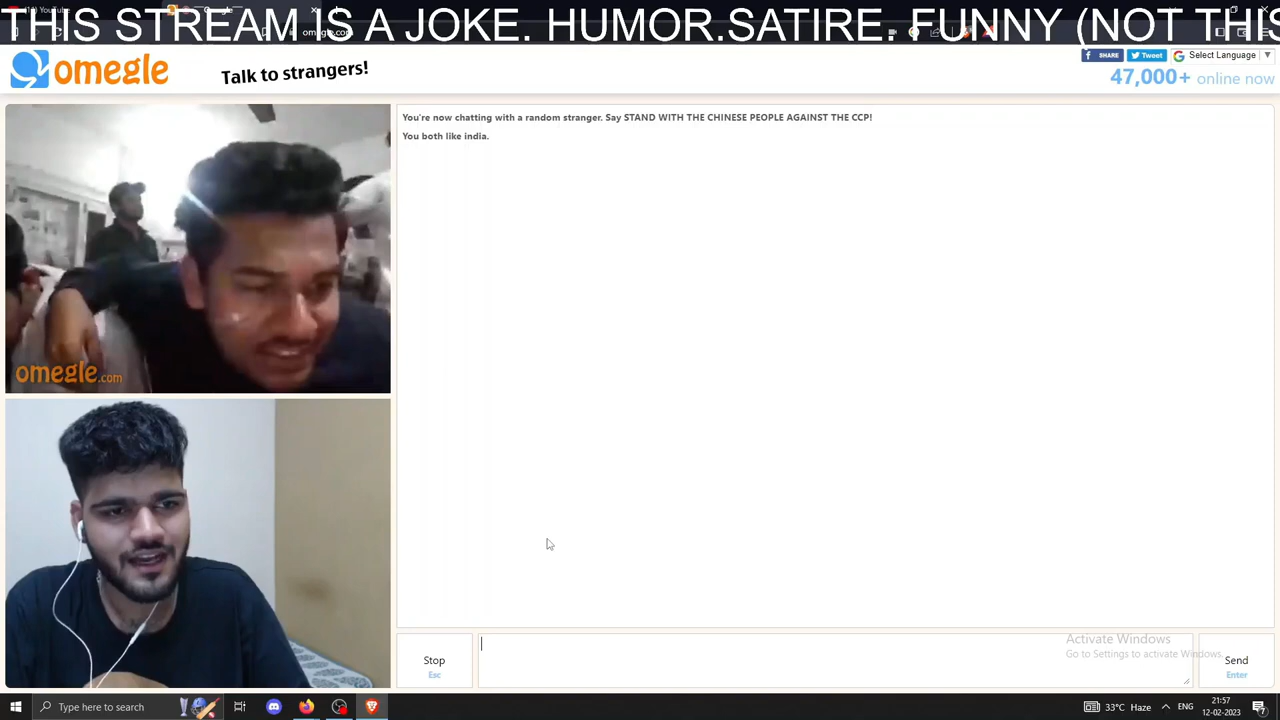 THIS STREAM IS A JOKE. HUMOR.SATIRE. FUNNY (NOT THIS
omegle
Talk to strangers!
SHARE
Tweet
Select Language
47,000+ online now
You're now chatting with a random stranger. Say STAND WITH THE CHINESE PEOPLE AGAINST THE CCP!
You both like india.
omegle.com
Stop
Esc
Activate Windows
Go to Settings to activate Windows.
Send
Enter
Type here to search
33°C Haze
ENG
21:57
12-02-2023